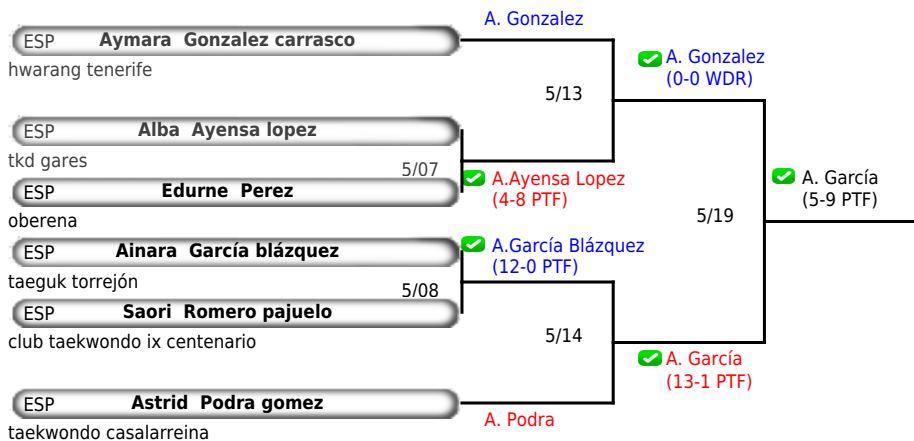 A. Gonzalez
ESP Aymara Gonzalez carrasco
hwarang tenerife
A. Gonzalez
(0-0 WDR)
5/13
ESP Alba Ayensa lopez
tkd gares
5/07
ESP Edurne Perez
oberena
A.Ayensa Lopez
(4-8 PTF)
A. García
(5-9 PTF)
5/19
ESP Ainara García blázquez
taeguk torrejón
A.García Blázquez
(12-0 PTF)
5/08
ESP Saori Romero pajuelo
club taekwondo ix centenario
5/14
A. García
(13-1 PTF)
ESP Astrid Podra gomez
taekwondo casalarreina
A. Podra